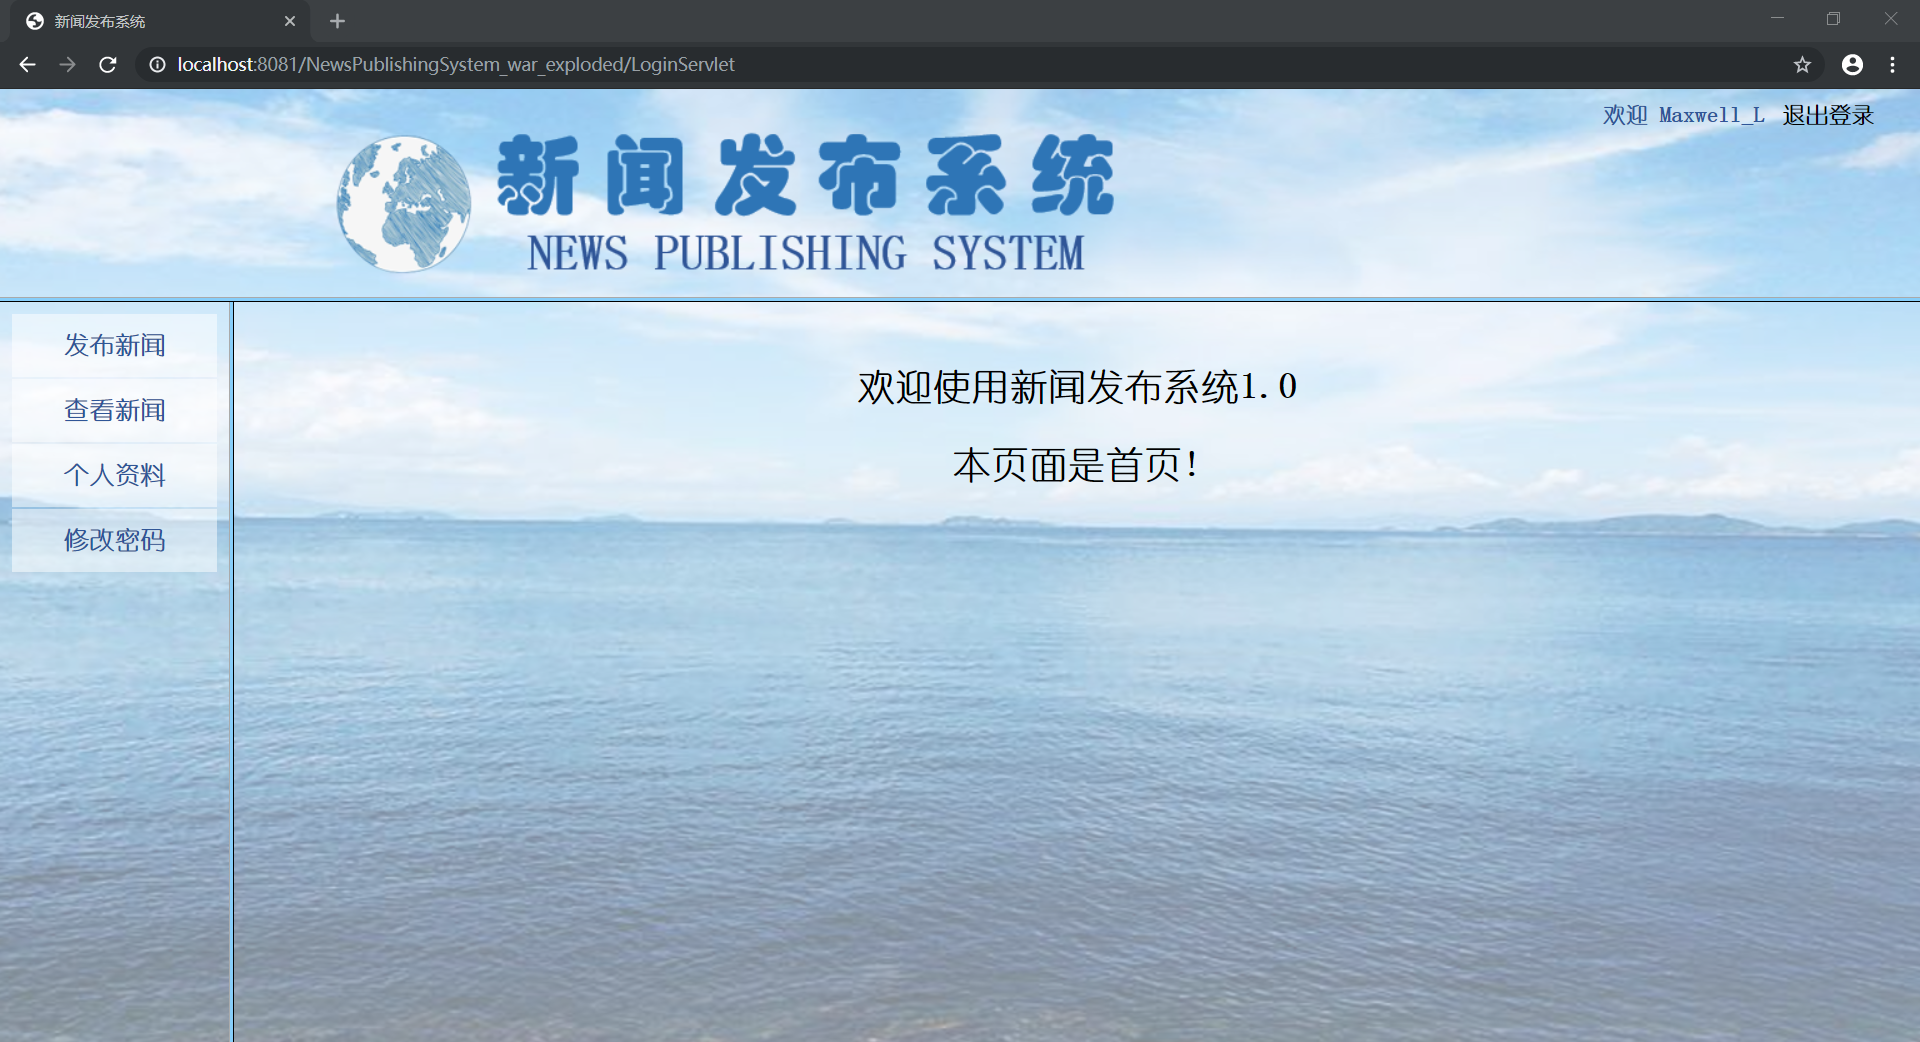 新闻发布系统
localhost:8081/NewsPublishingSystem_war_exploded/LoginServlet
欢迎 Maxwell_L 退出登录
新闻发布系统
NEWS PUBLISHING SYSTEM
发布新闻
查看新闻
个人资料
修改密码
欢迎使用新闻发布系统1.0
本页面是首页!